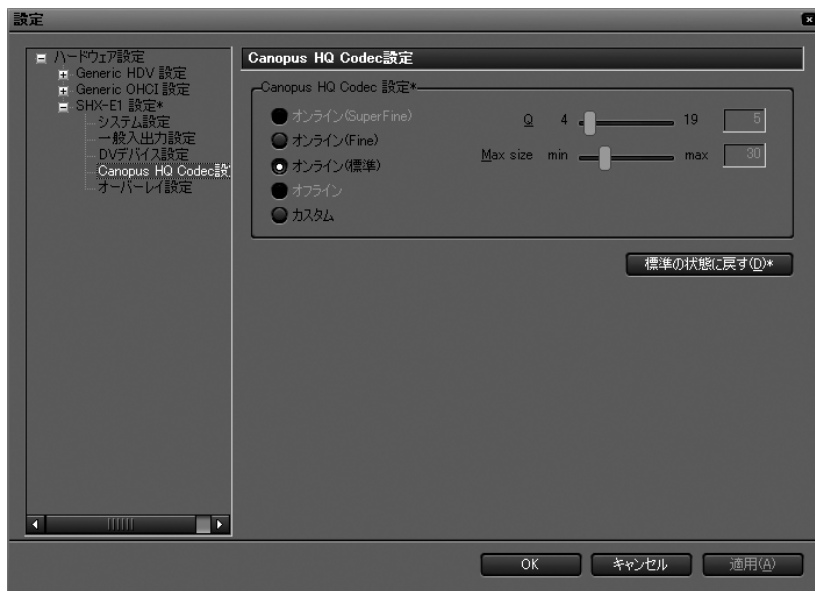 設定
ハードウェア設定
Generic HDV 設定
Generic OHCI 設定
SHX-E1 設定*
システム設定
一般入出力設定
DVデバイス設定
Canopus HQ Codec設
オーバーレイ設定
Canopus HQ Codec設定
Canopus HQ Codec 設定*
オンライン(SuperFine)
オンライン(Fine)
オンライン(標準)
オフライン
カスタム
Q 4 19 5
Max size min max 30
標準の状態に戻す(D)*
OK キャンセル 適用(A)